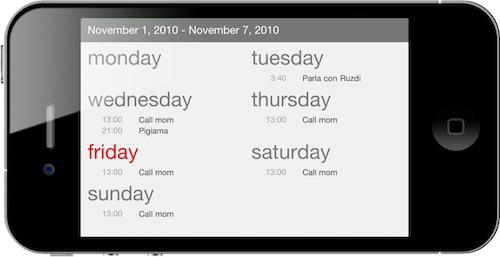 November 1, 2010 - November 7, 2010
monday
tuesday
3:40 Parla con Ruzdi
wednesday
13:00 Call mom
21:00 Pigiama
thursday
13:00 Call mom
friday
13:00 Call mom
saturday
13:00 Call mom
sunday
13:00 Call mom